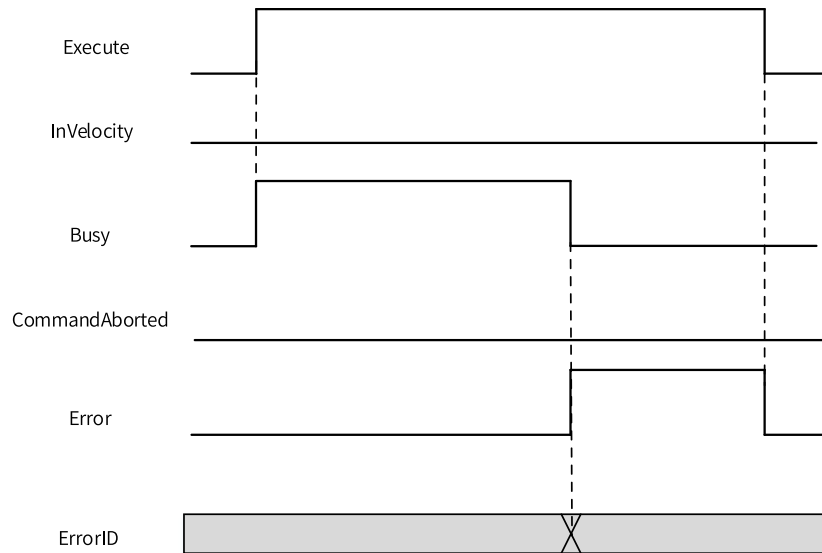 Execute
InVelocity
Busy
CommandAborted
Error
ErrorID